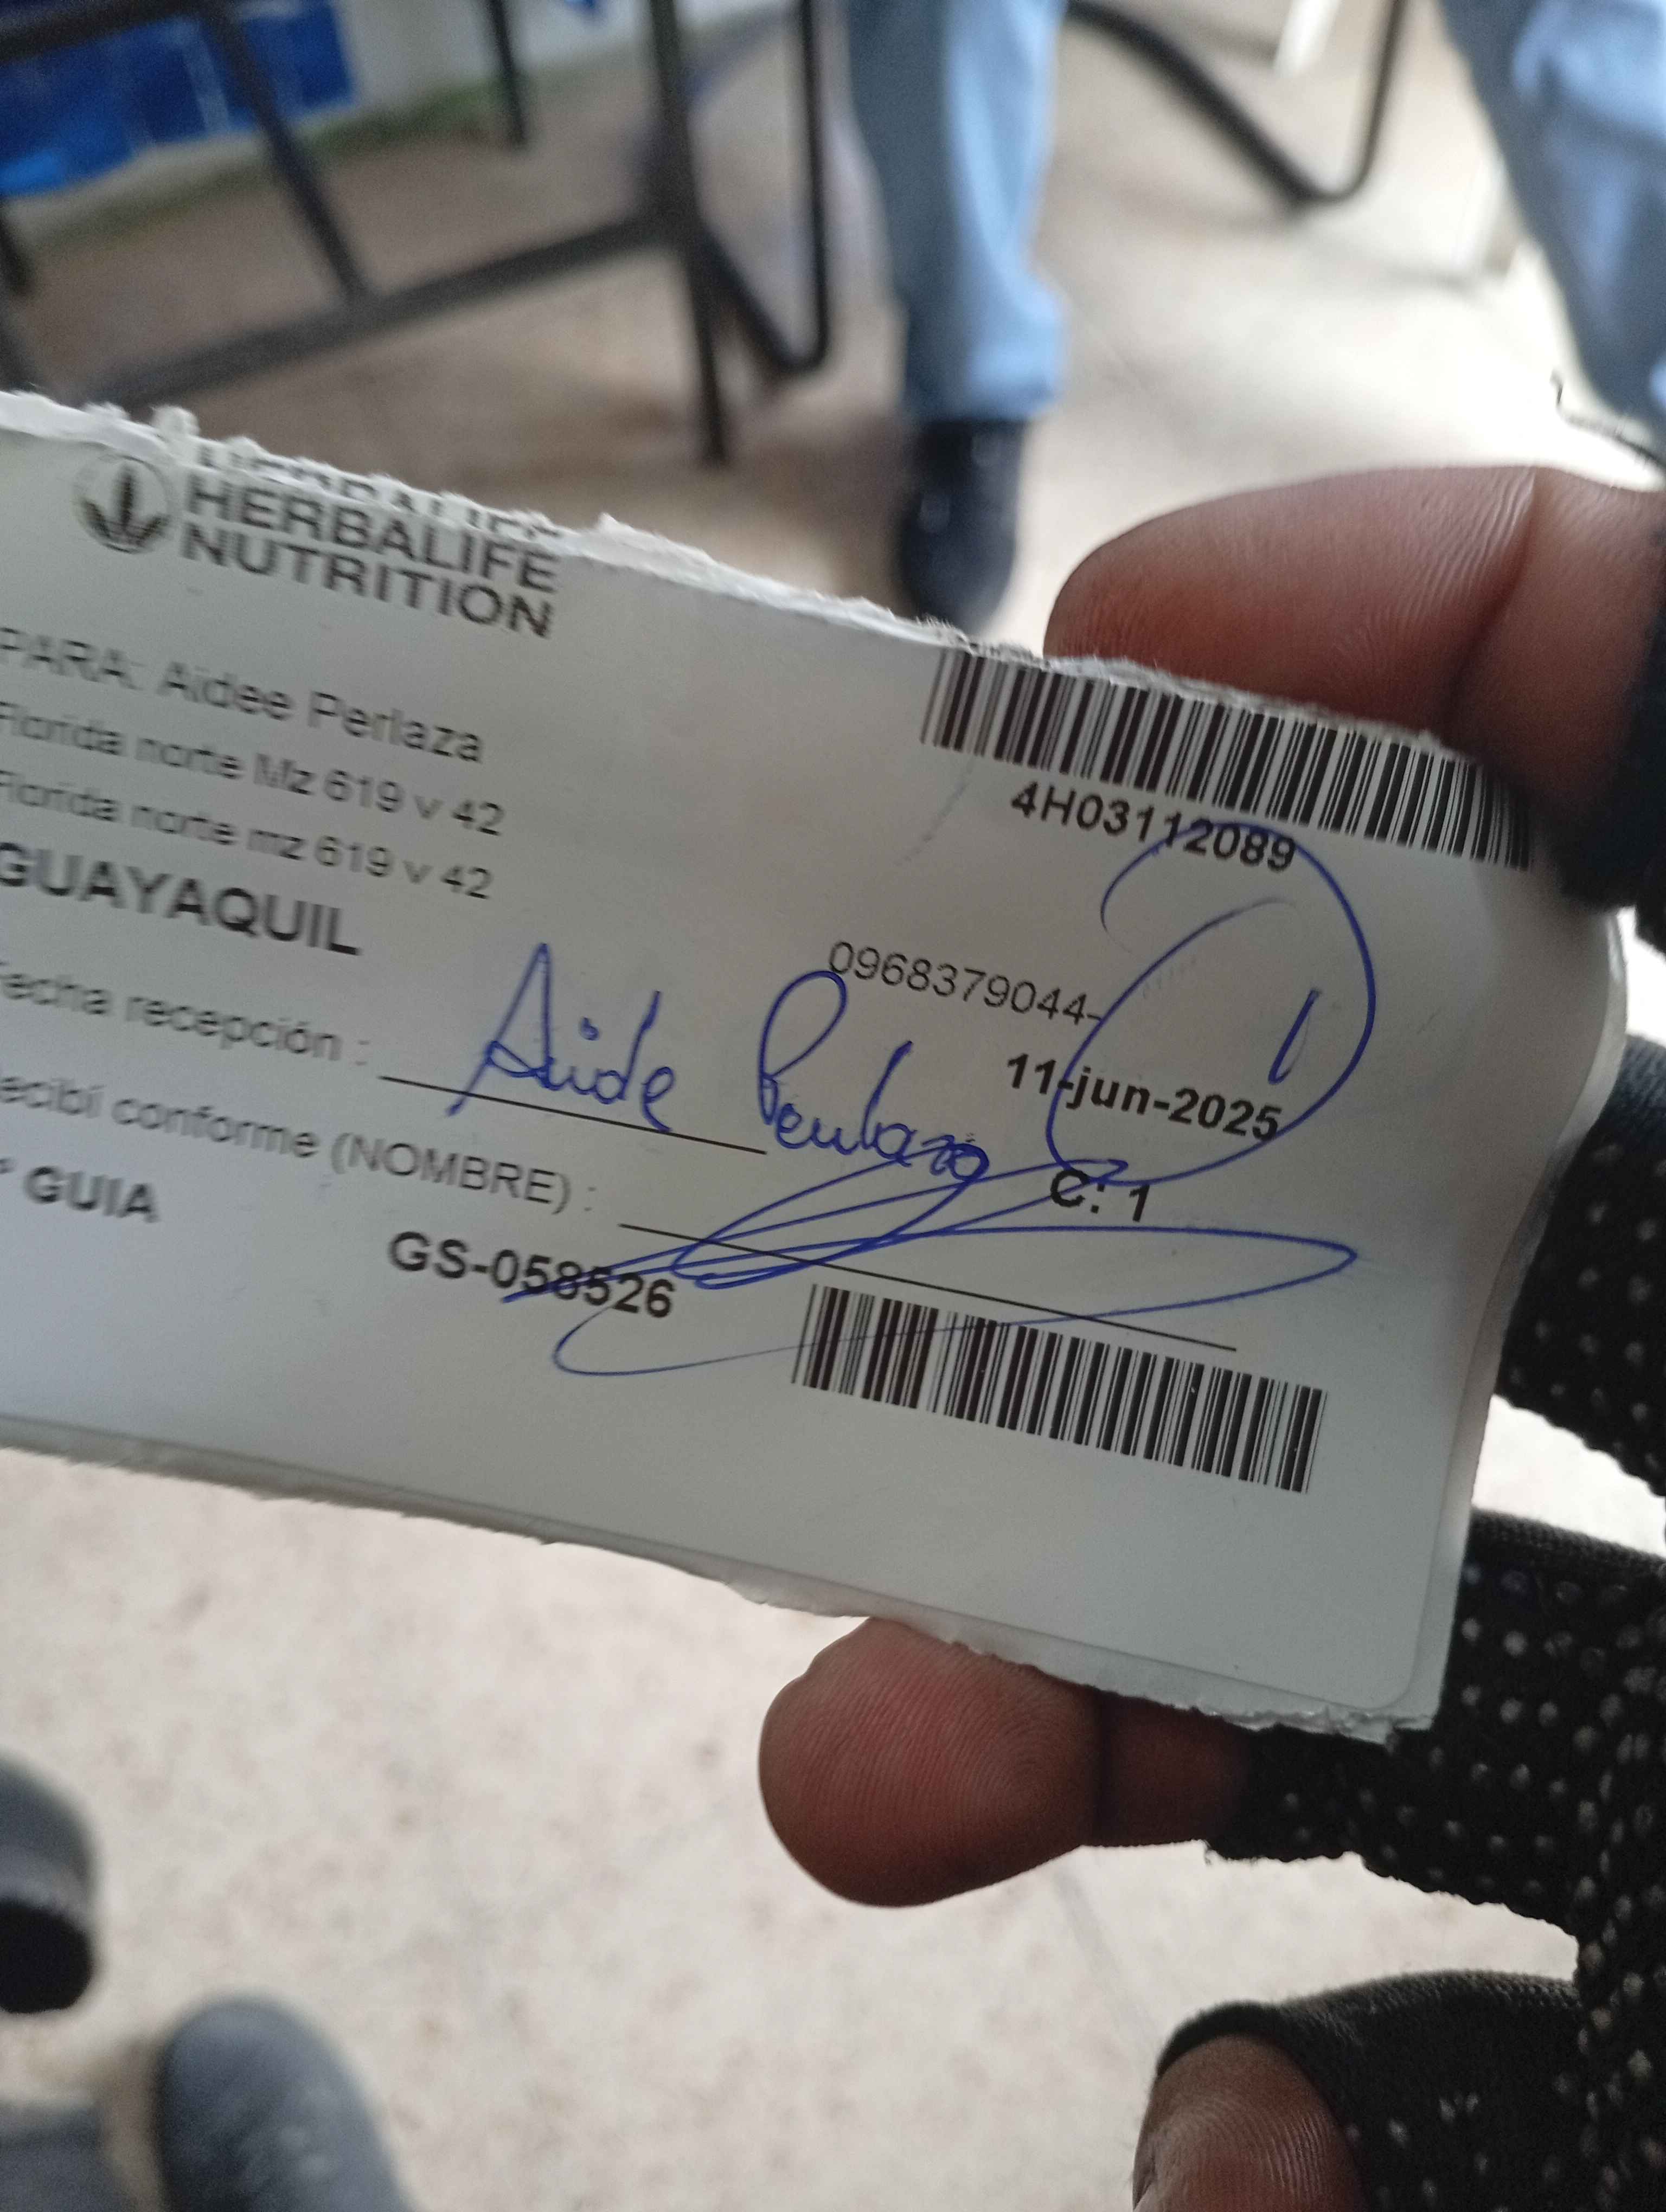 HERBALIFE
NUTRITION
PARA: Aidee Perlaza
Florida norte Mz 619 v 42
Florida norte mz 619 v 42
GUAYAQUIL
4H03112089
0968379044-
11-jun-2025
C: 1
1
Fecha recepción :
Aide Perlaza
ecibí conforme (NOMBRE) :
° GUIA
GS-058526